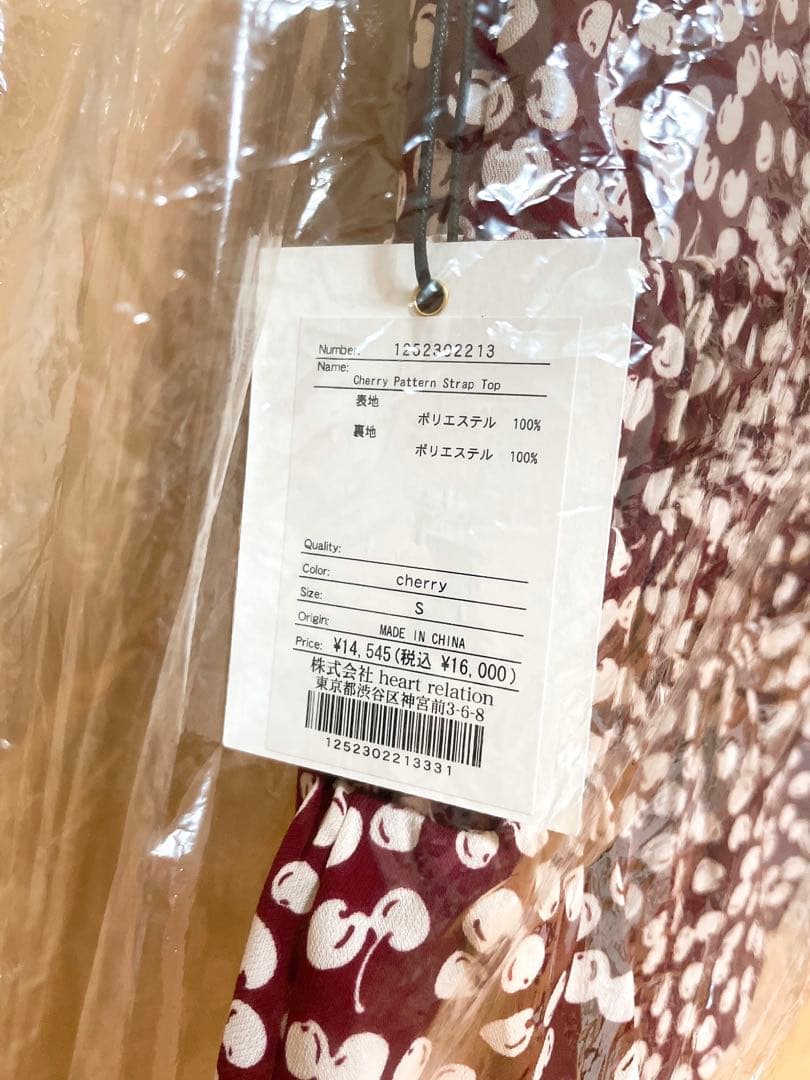 Number: 1252302213
Name:
Cherry Pattern Strap Top
表地
ポリエステル 100%
裏地
ポリエステル 100%
Quality:
Color: cherry
Size: S
Origin: MADE IN CHINA
Price: ¥14,545(税込 ¥16,000)
株式会社 heart relation
東京都渋谷区神宮前3-6-8
1252302213331